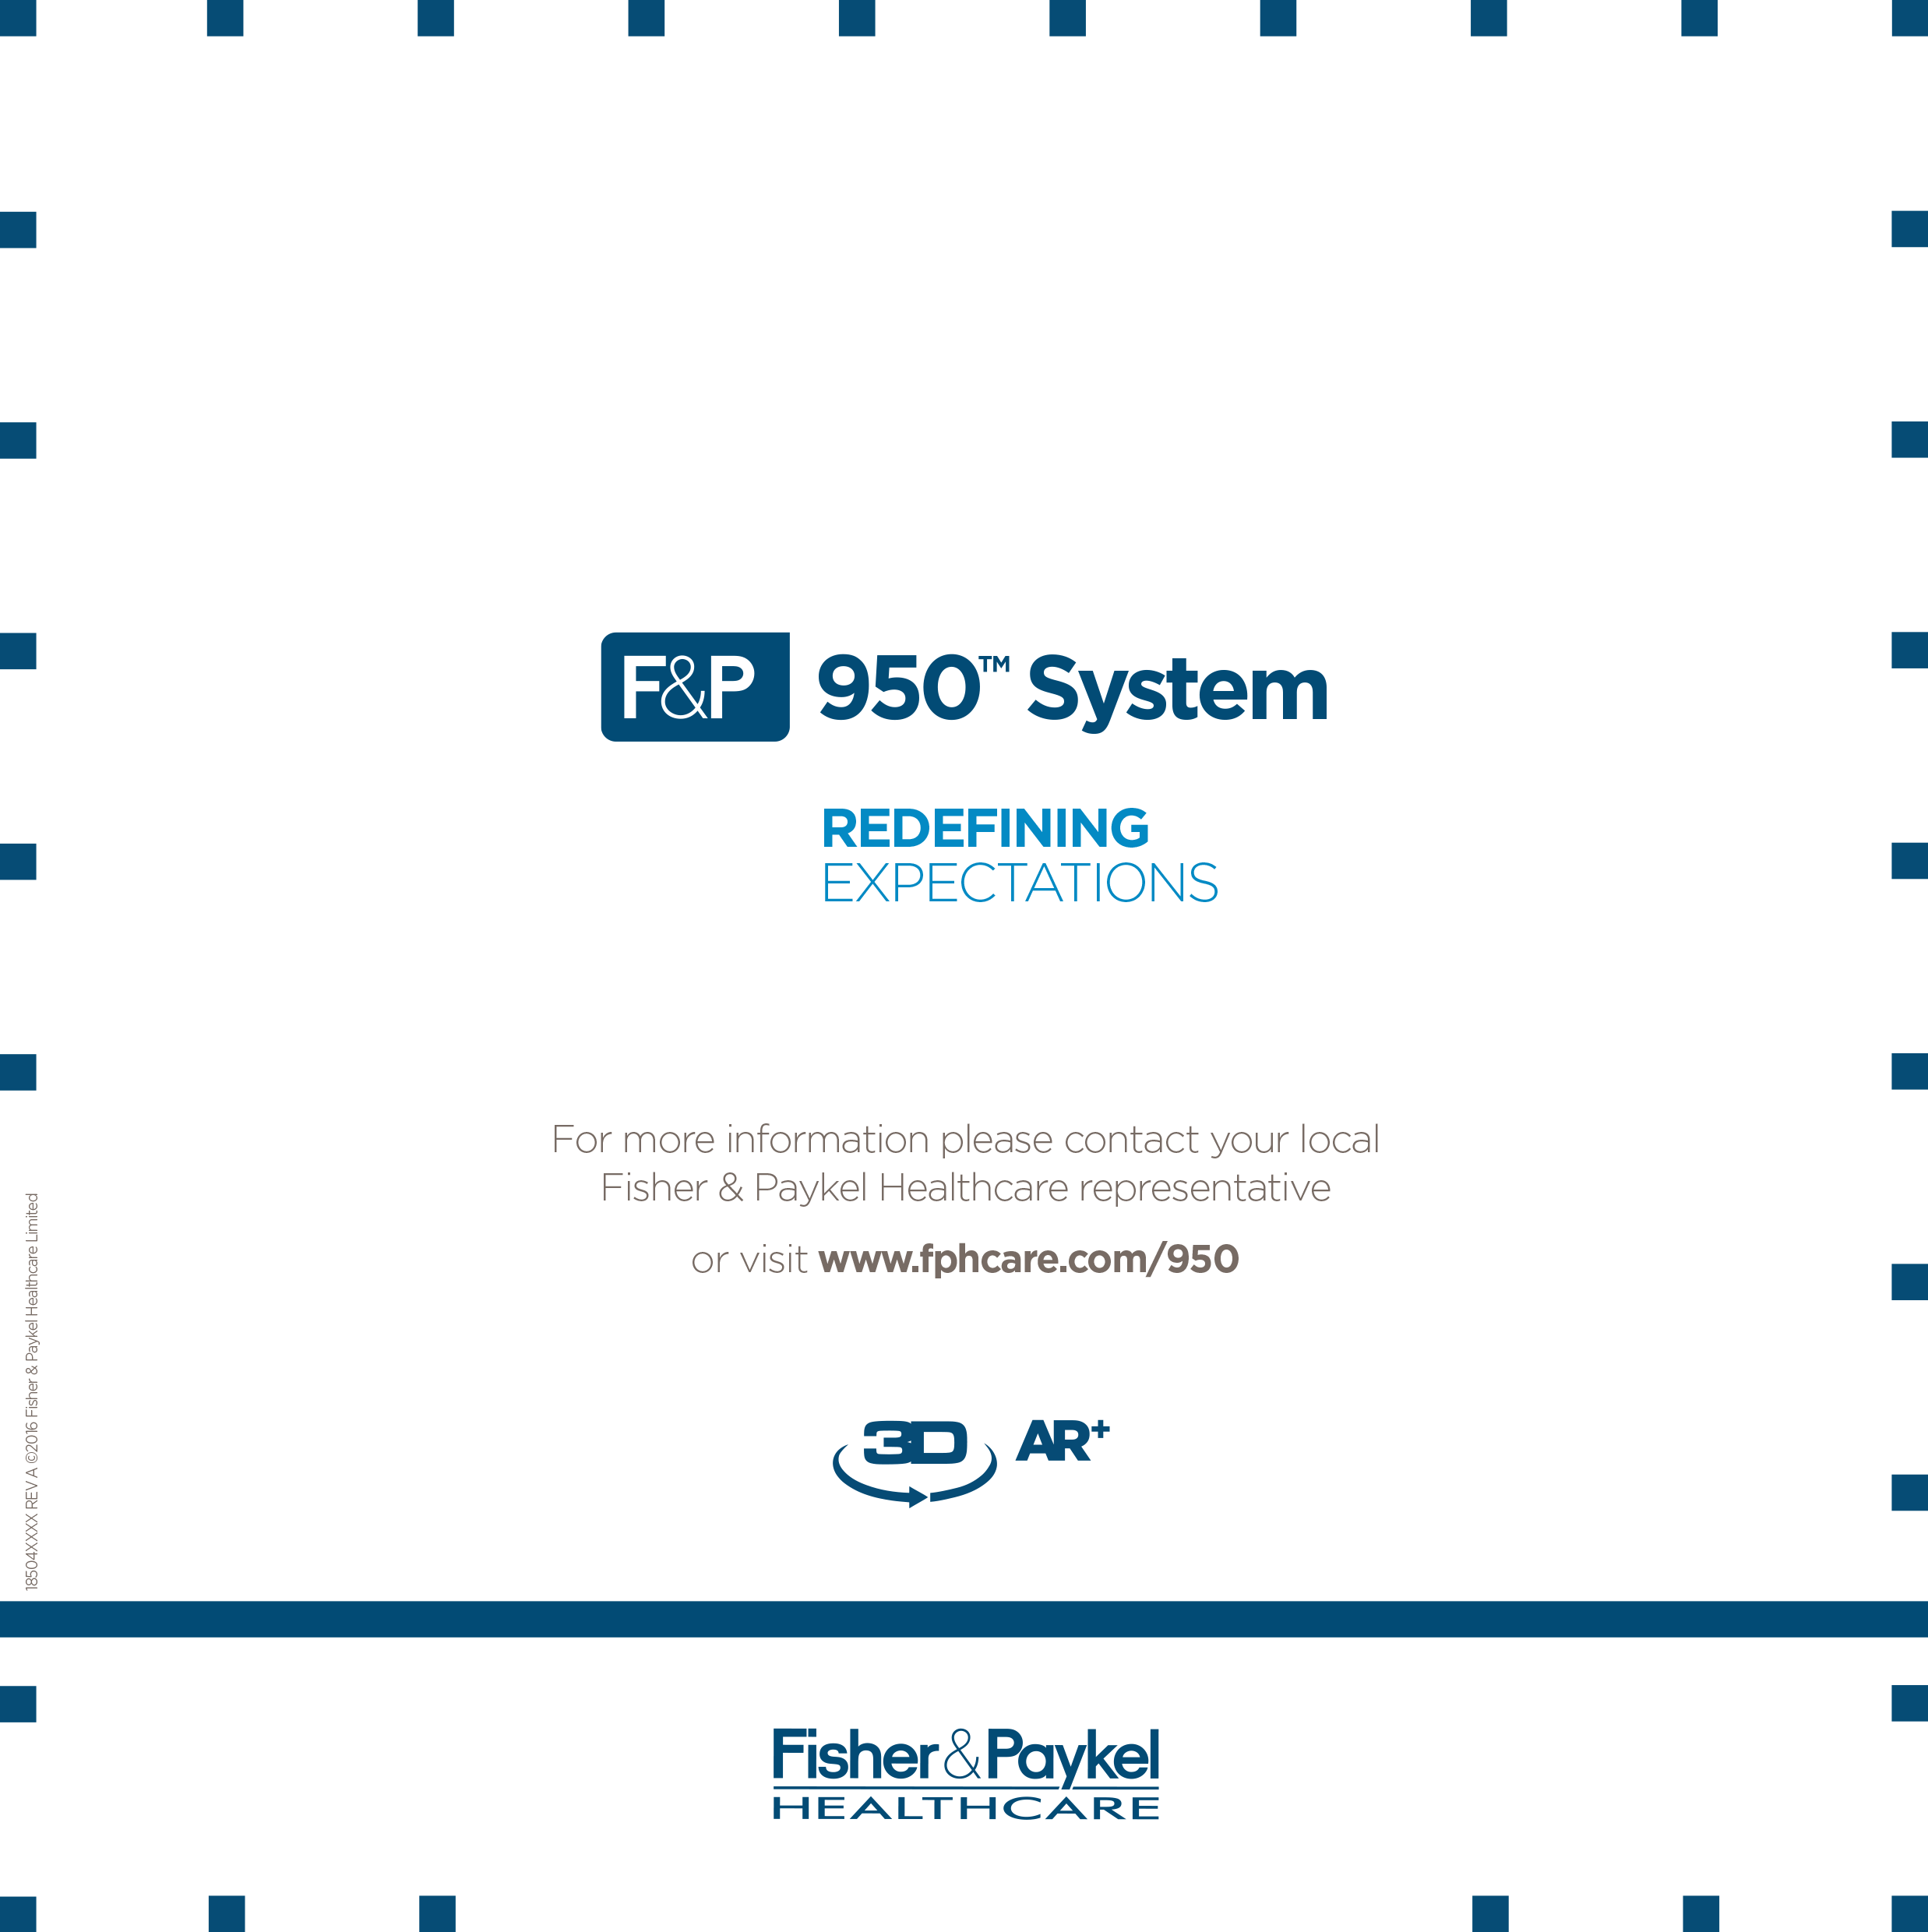 F&P 950™ System
REDEFINING
EXPECTATIONS
For more information please contact your local
Fisher & Paykel Healthcare representative
or visit www.fphcare.com/950
18504XXXX REV A ©2016 Fisher & Paykel Healthcare Limited
3D AR+
Fisher & Paykel
HEALTHCARE